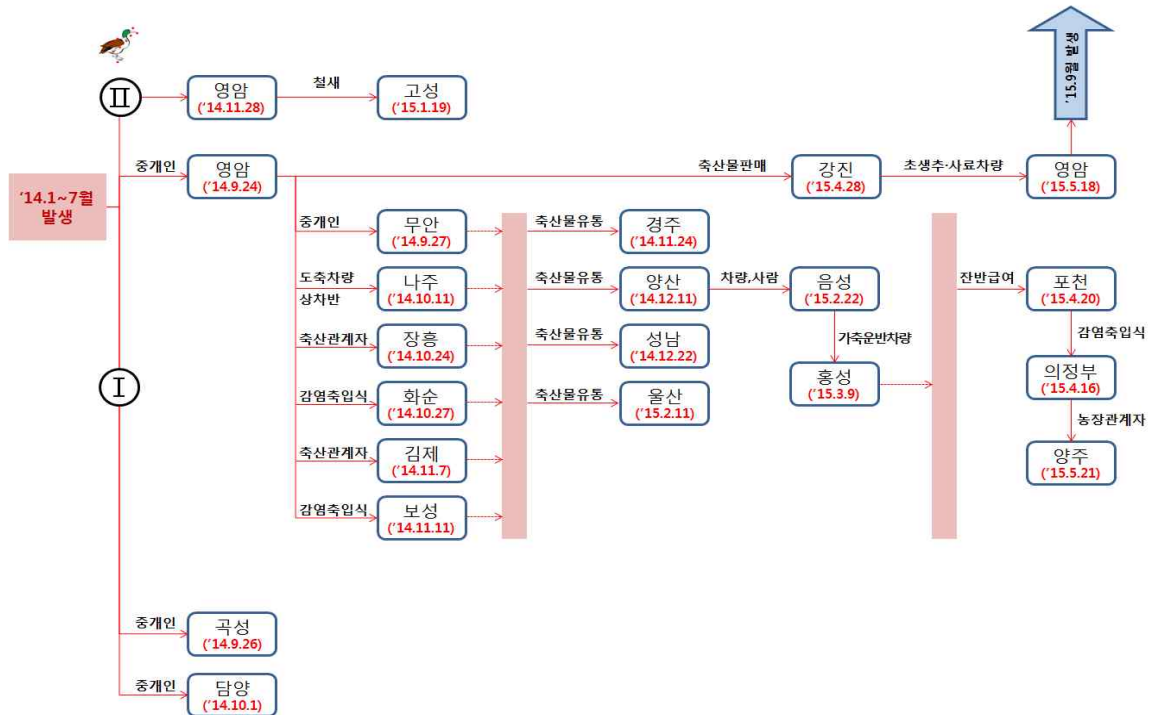 Ⅱ
영암
('14.11.28)
철새
고성
('15.1.19)
'15.9월 발생
'14.1~7월
발생
중개인
영암
('14.9.24)
축산물판매
강진
('15.4.28)
초생추·사료차량
영암
('15.5.18)
중개인
무안
('14.9.27)
축산물유통
경주
('14.11.24)
도축차량
상차반
나주
('14.10.11)
축산물유통
양산
('14.12.11)
차량,사람
음성
('15.2.22)
잔반급여
포천
('15.4.20)
축산관계자
장흥
('14.10.24)
축산물유통
성남
('14.12.22)
가축운반차량
감염축입식
Ⅰ
감염축입식
화순
('14.10.27)
축산물유통
울산
('15.2.11)
홍성
('15.3.9)
의정부
('15.4.16)
농장관계자
축산관계자
김제
('14.11.7)
양주
('15.5.21)
감염축입식
보성
('14.11.11)
중개인
곡성
('14.9.26)
중개인
담양
('14.10.1)